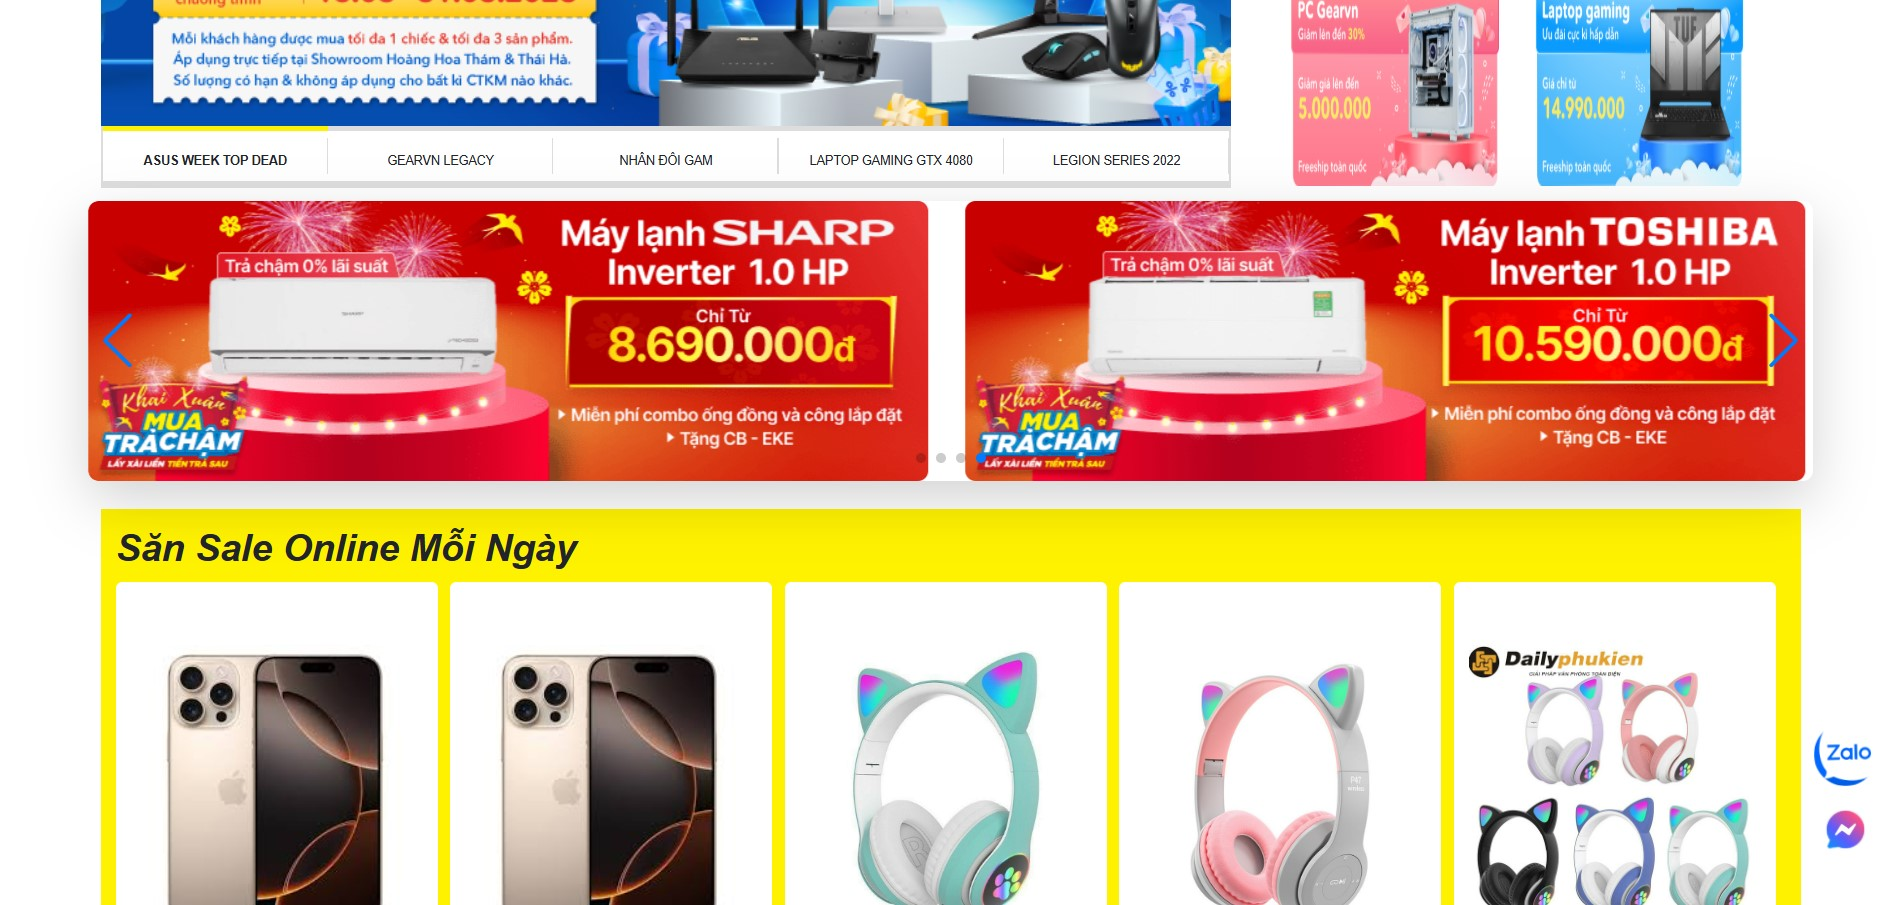 Mỗi khách hàng được mua tối đa 1 chiếc & tối đa 3 sản phẩm.
Áp dụng trực tiếp tại Showroom Hoàng Hoa Thám & Thái Hà.
Số lượng có hạn & không áp dụng cho bất kì CTKM nào khác.
PC Gearvn
Giảm lên đến 30%
Giảm giá lên đến
5.000.000
Freeship toàn quốc
Laptop gaming
Ưu đãi cực kì hấp dẫn
Giá chỉ từ
14.990.000
Freeship toàn quốc
ASUS WEEK TOP DEAD
GEARVN LEGACY
NHÂN ĐÔI GAM
LAPTOP GAMING GTX 4080
LEGION SERIES 2022
Máy lạnh SHARP
Inverter 1.0 HP
Trả chậm 0% lãi suất
SHARP
Chỉ Từ
8.690.000đ
Miễn phí combo ống đồng và công lắp đặt
Tặng CB - EKE
Khai Xuân
MUA
TRẢ CHẬM
LẤY XÀI LIỀN TIỀN TRẢ SAU
Máy lạnh TOSHIBA
Inverter 1.0 HP
Trả chậm 0% lãi suất
Chỉ Từ
10.590.000đ
Miễn phí combo ống đồng và công lắp đặt
Tặng CB - EKE
Khai Xuân
MUA
TRẢ CHẬM
LẤY XÀI LIỀN TIỀN TRẢ SAU
Săn Sale Online Mỗi Ngày
P47
Dailyphukien
GIẢI PHÁP VĂN PHÒNG TOÀN DIỆN
Zalo